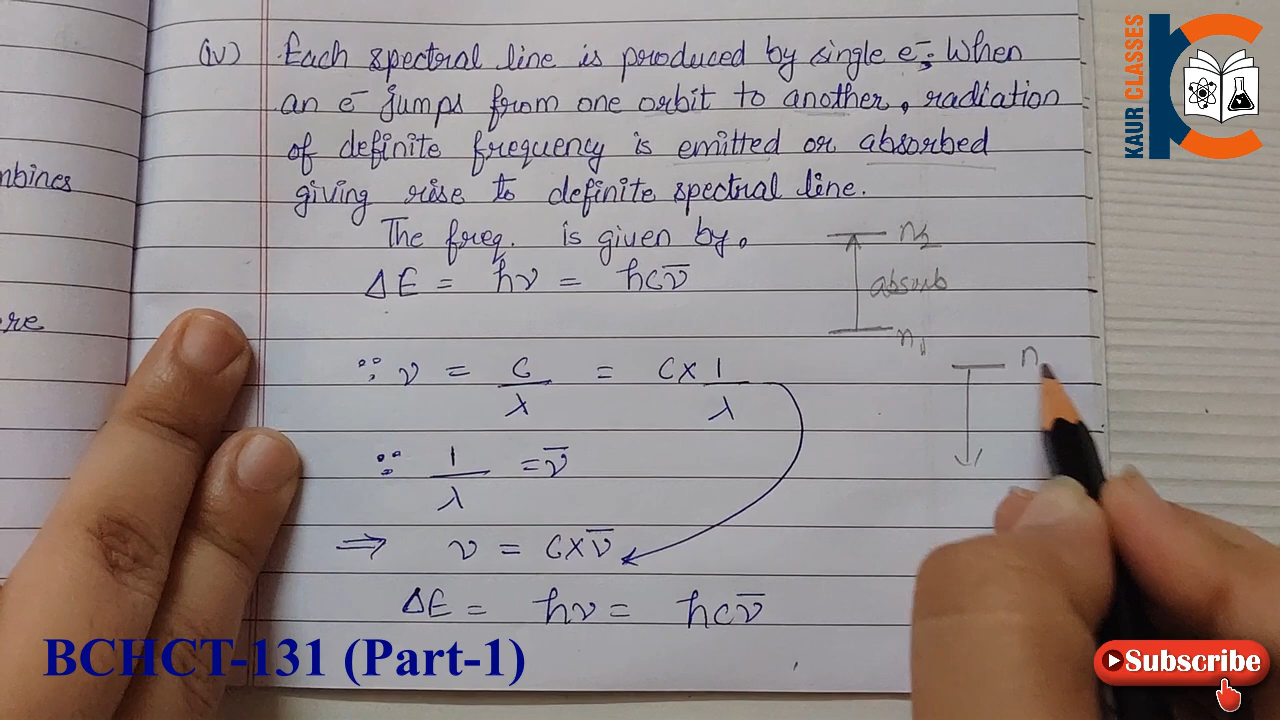 (iv) Each spectral line is produced by single e⁻; When
an e⁻ jumps from one orbit to another, radiation
of definite frequency is emitted or absorbed
giving rise to definite spectral line.
The freq. is given by.
ΔE = hν = hcν̄
n₂
absorb
n₁
∵ ν = c/λ = c × 1/λ
n
∵ 1/λ = ν̄
⇒ ν = c×ν̄
ΔE = hν = hcν̄
nbines
re
KAUR CLASSES
BCHCT-131 (Part-1)
Subscribe